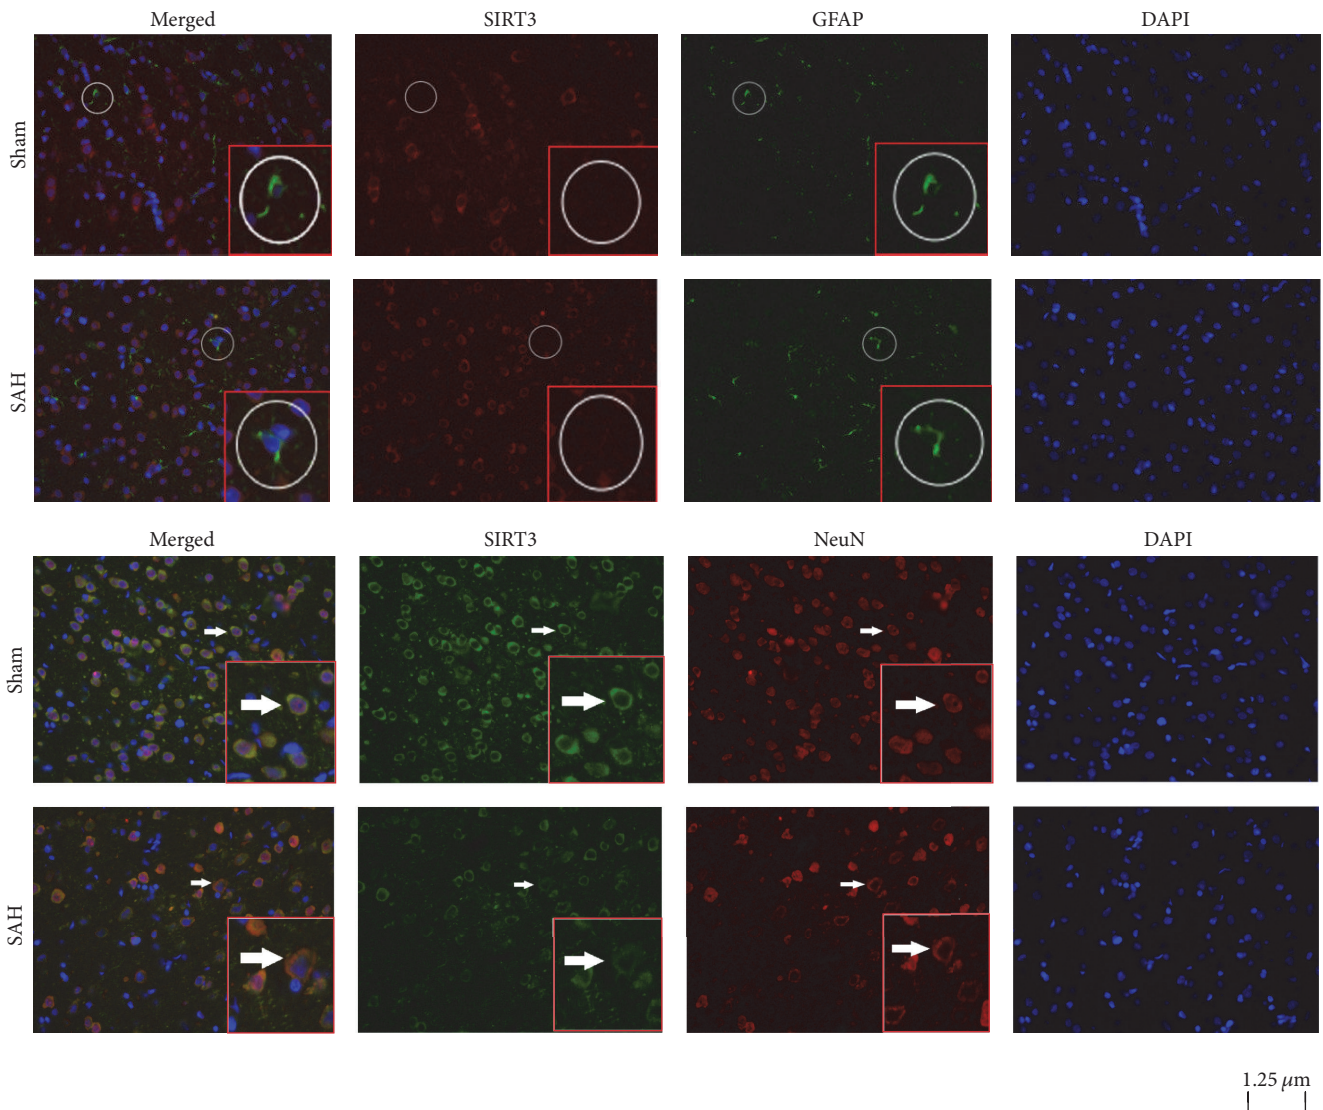 Merged SIRT3 GFAP DAPI
Sham
SAH
Merged SIRT3 NeuN DAPI
Sham
SAH
1.25 μm